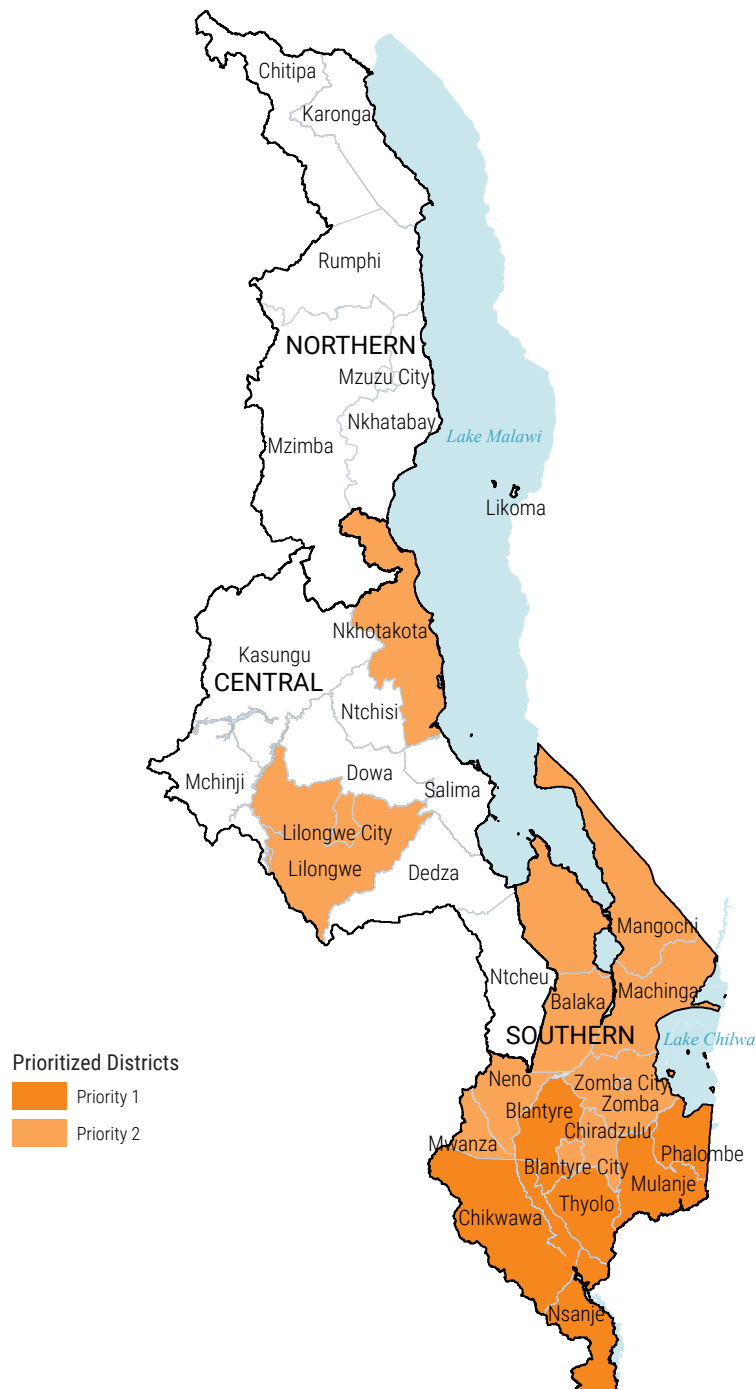 Chitipa
Karonga
Rumphi
NORTHERN
Mzuzu City
Nkhatabay
Mzimba
Lake Malawi
Likoma
Nkhotakota
Kasungu
CENTRAL
Ntchisi
Mchinji
Dowa
Salima
Lilongwe City
Lilongwe
Dedza
Mangochi
Ntcheu
Machinga
Balaka
SOUTHERN
Lake Chilwa
Prioritized Districts
Priority 1
Priority 2
Neno
Zomba City
Zomba
Blantyre
Chiradzulu
Mwanza
Phalombe
Blantyre City
Mulanje
Thyolo
Chikwawa
Nsanje